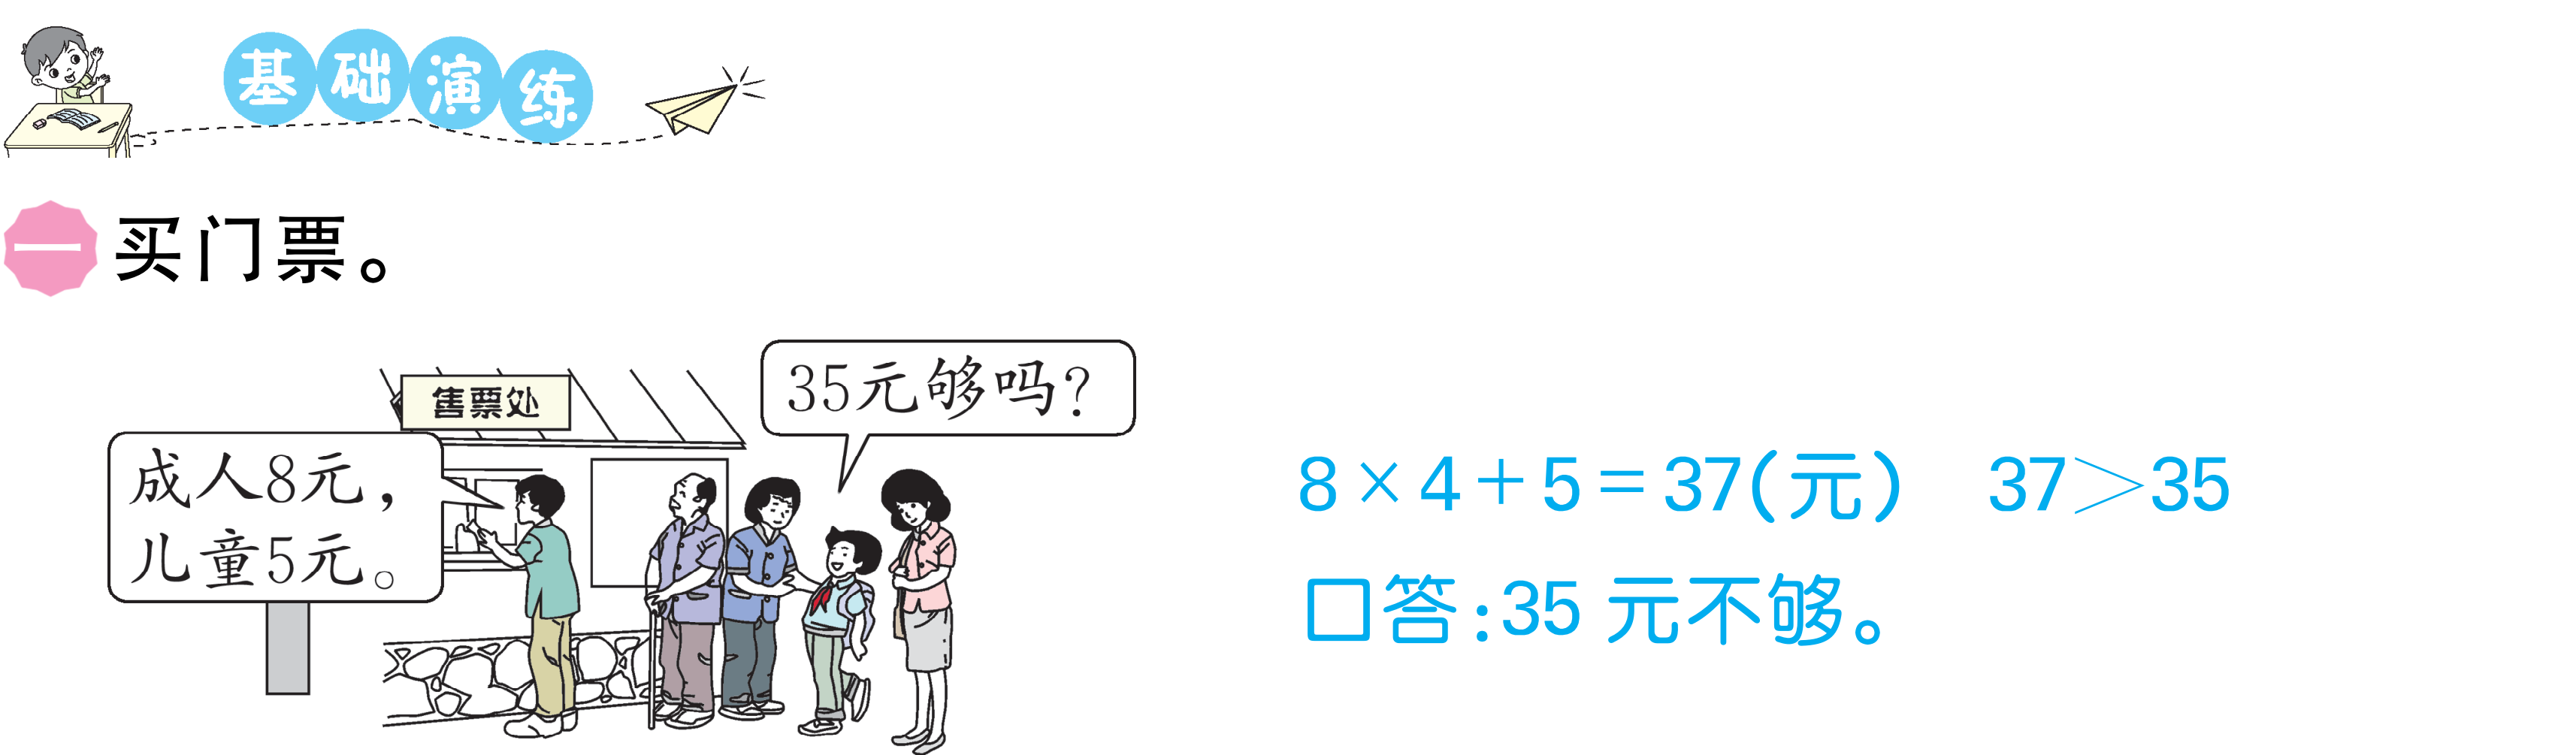 基础演练
一 买门票。
售票处
35元够吗?
成人8元,
儿童5元。
8×4+5=37(元) 37>35
口答:35元不够。